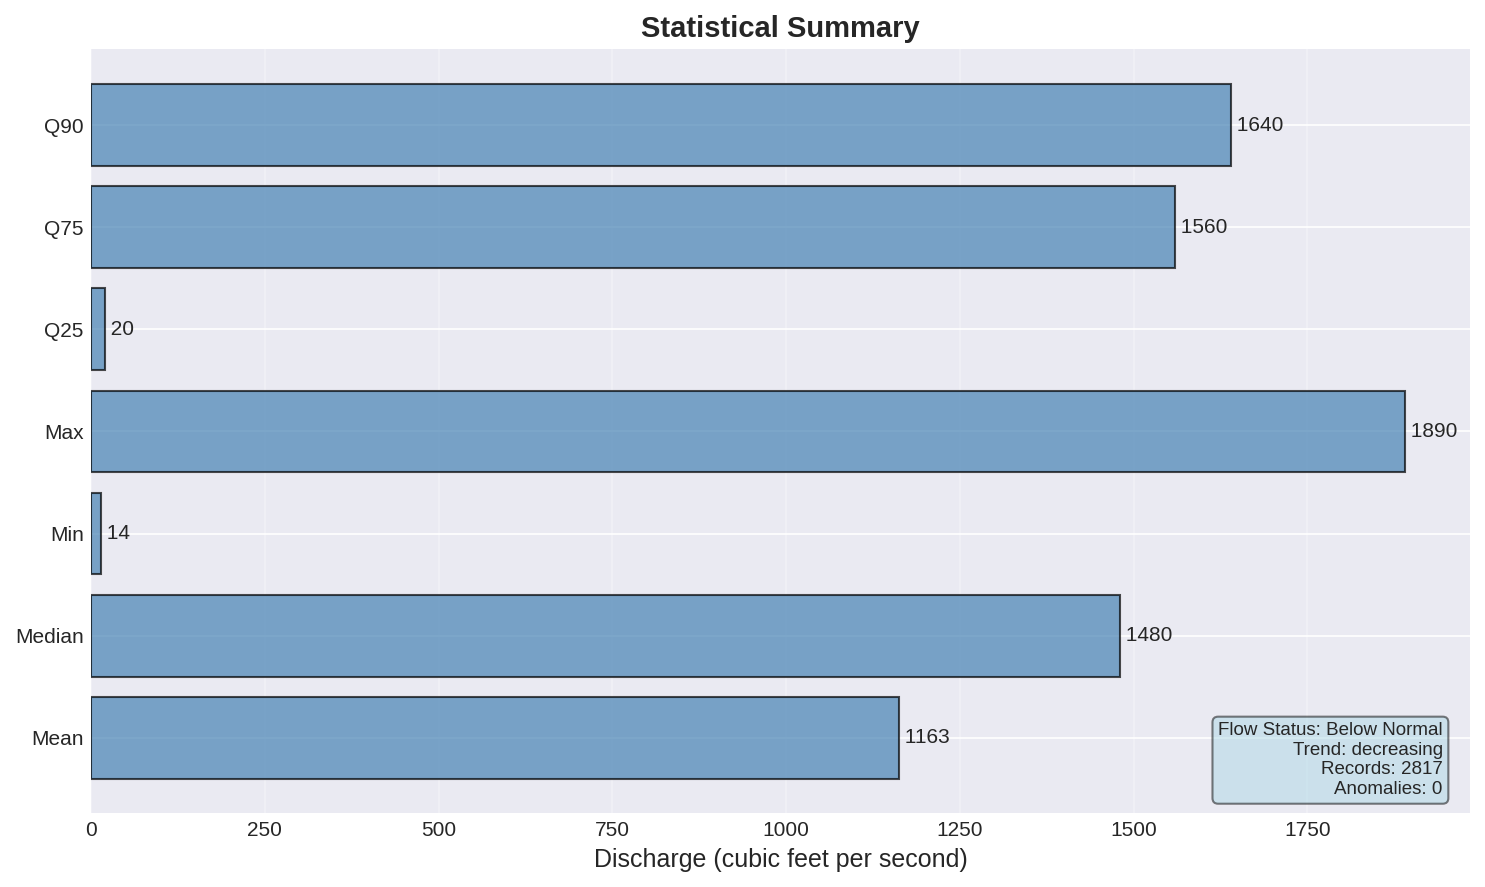 Statistical Summary
Q90
1640
Q75
1560
Q25
20
Max
1890
Min
14
Median
1480
Mean
1163
Flow Status: Below Normal
Trend: decreasing
Records: 2817
Anomalies: 0
0 250 500 750 1000 1250 1500 1750
Discharge (cubic feet per second)